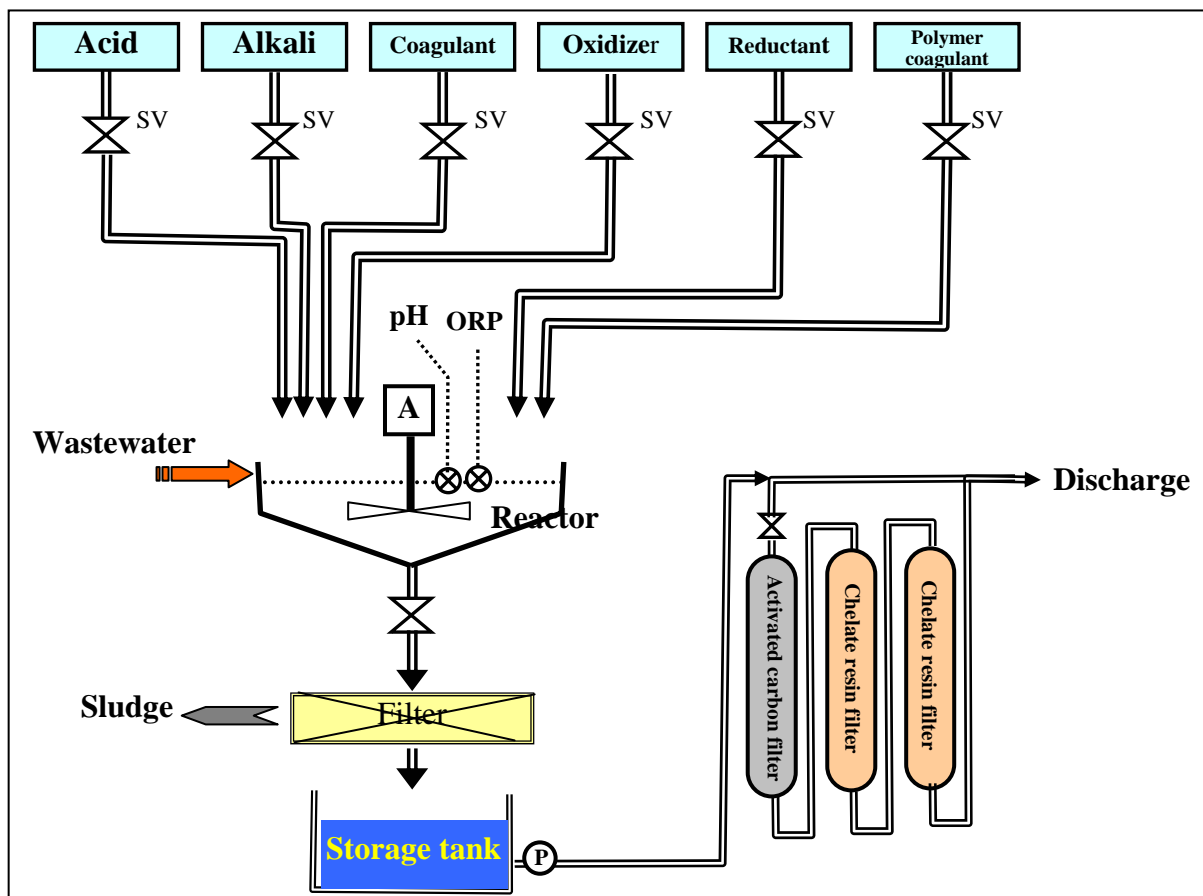 Acid
Alkali
Coagulant
Oxidizer
Reductant
Polymer
coagulant
SV
SV
SV
SV
SV
SV
pH
ORP
A
Wastewater
Reactor
Discharge
Activated carbon filter
Chelate resin filter
Chelate resin filter
Sludge
Filter
Storage tank
P